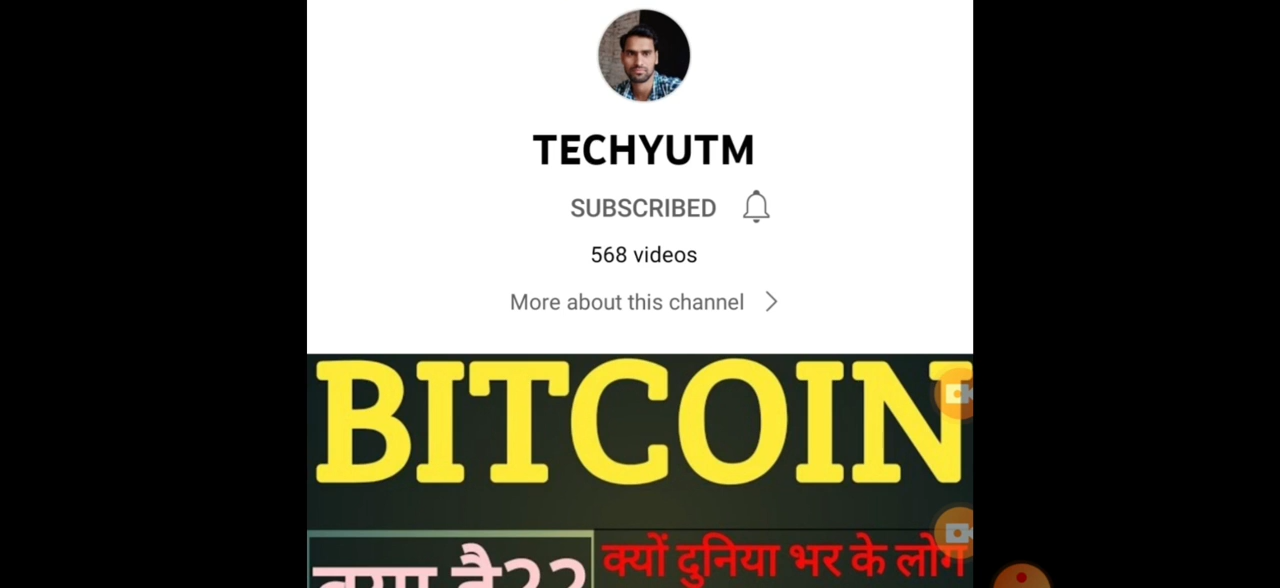 TECHYUTM
SUBSCRIBED
568 videos
More about this channel
BITCOIN
क्या है??
क्यों दुनिया भर के लोग